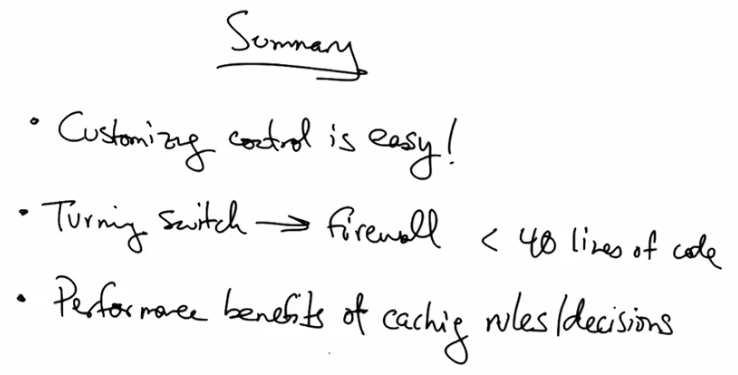 Summary
• Customizing control is easy!
• Turning switch → firewall < 40 lines of code
• Performance benefits of caching rules/decisions